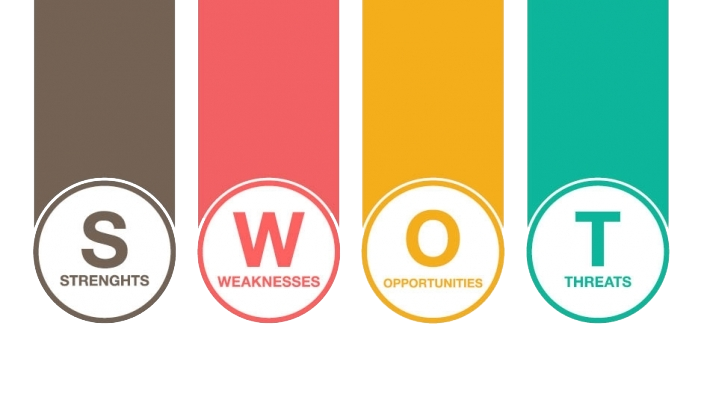 S
STRENGHTS
W
WEAKNESSES
O
OPPORTUNITIES
T
THREATS